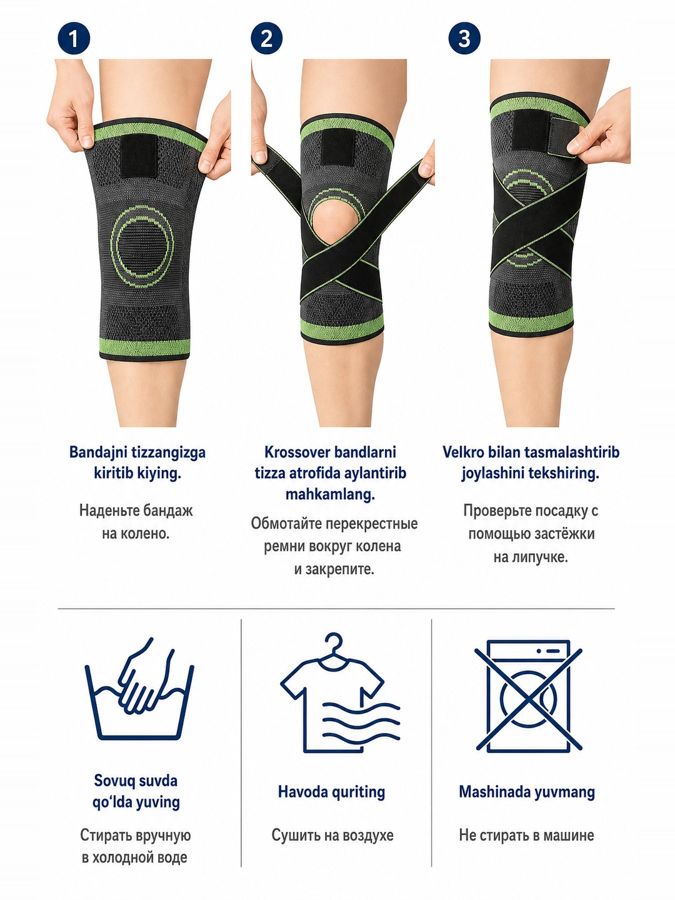 1
2
3
Bandajni tizzangizga
kiritib kiying.
Наденьте бандаж
на колено.
Krossover bandlarni
tizza atrofida aylantirib
mahkamlang.
Обмотайте перекрестные
ремни вокруг колена
и закрепите.
Velkro bilan tasmalashtirib
joylashini tekshiring.
Проверьте посадку с
помощью застёжки
на липучке.
Sovuq suvda
qo‘lda yuving
Стирать вручную
в холодной воде
Havoda quriting
Сушить на воздухе
Mashinada yuvmang
Не стирать в машине